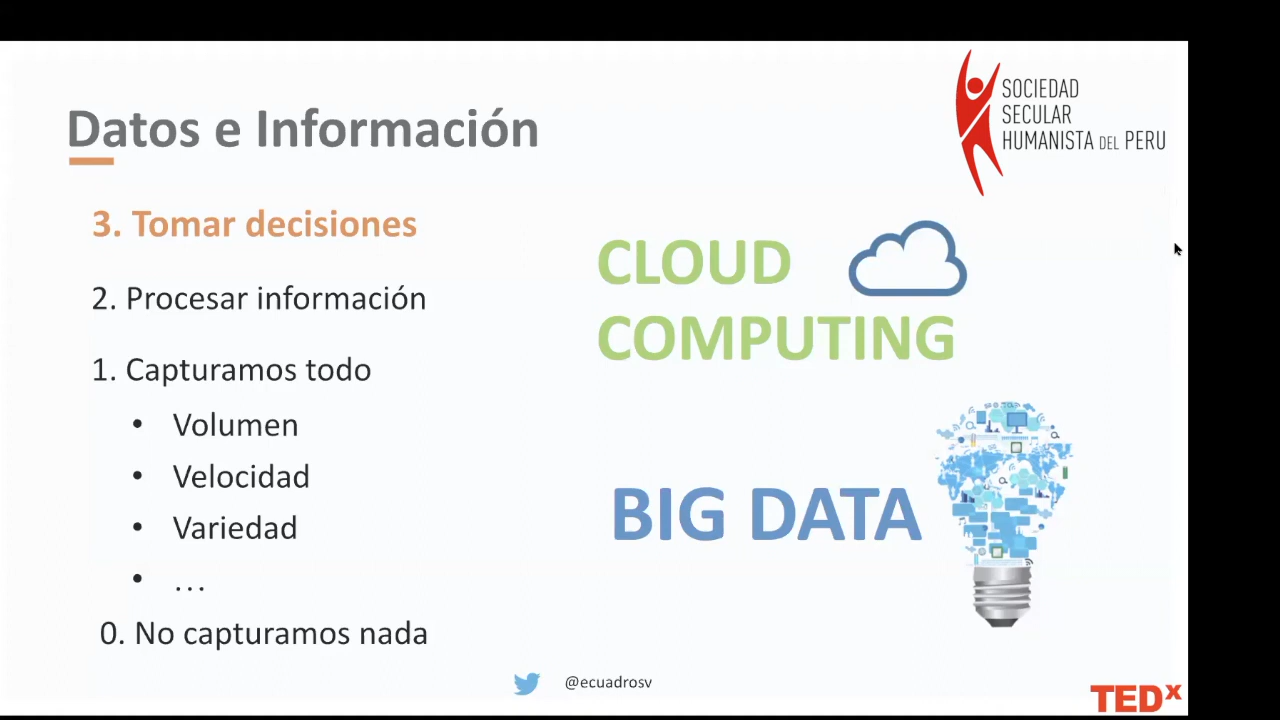 Datos e Información
SOCIEDAD
SECULAR
HUMANISTA DEL PERU
3. Tomar decisiones
2. Procesar información
1. Capturamos todo
• Volumen
• Velocidad
• Variedad
• ...
0. No capturamos nada
CLOUD
COMPUTING
BIG DATA
@ecuadrosv
TEDx